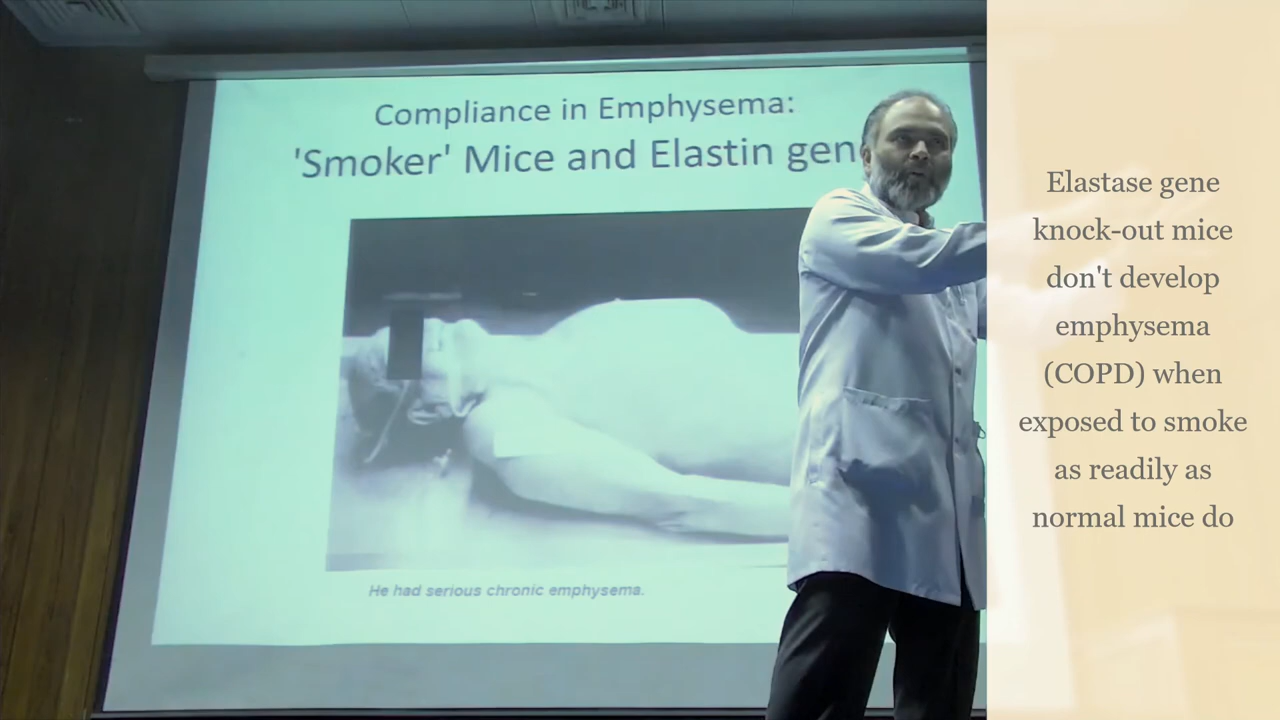 Compliance in Emphysema:
'Smoker' Mice and Elastin gen
He had serious chronic emphysema.
Elastase gene
knock-out mice
don't develop
emphysema
(COPD) when
exposed to smoke
as readily as
normal mice do